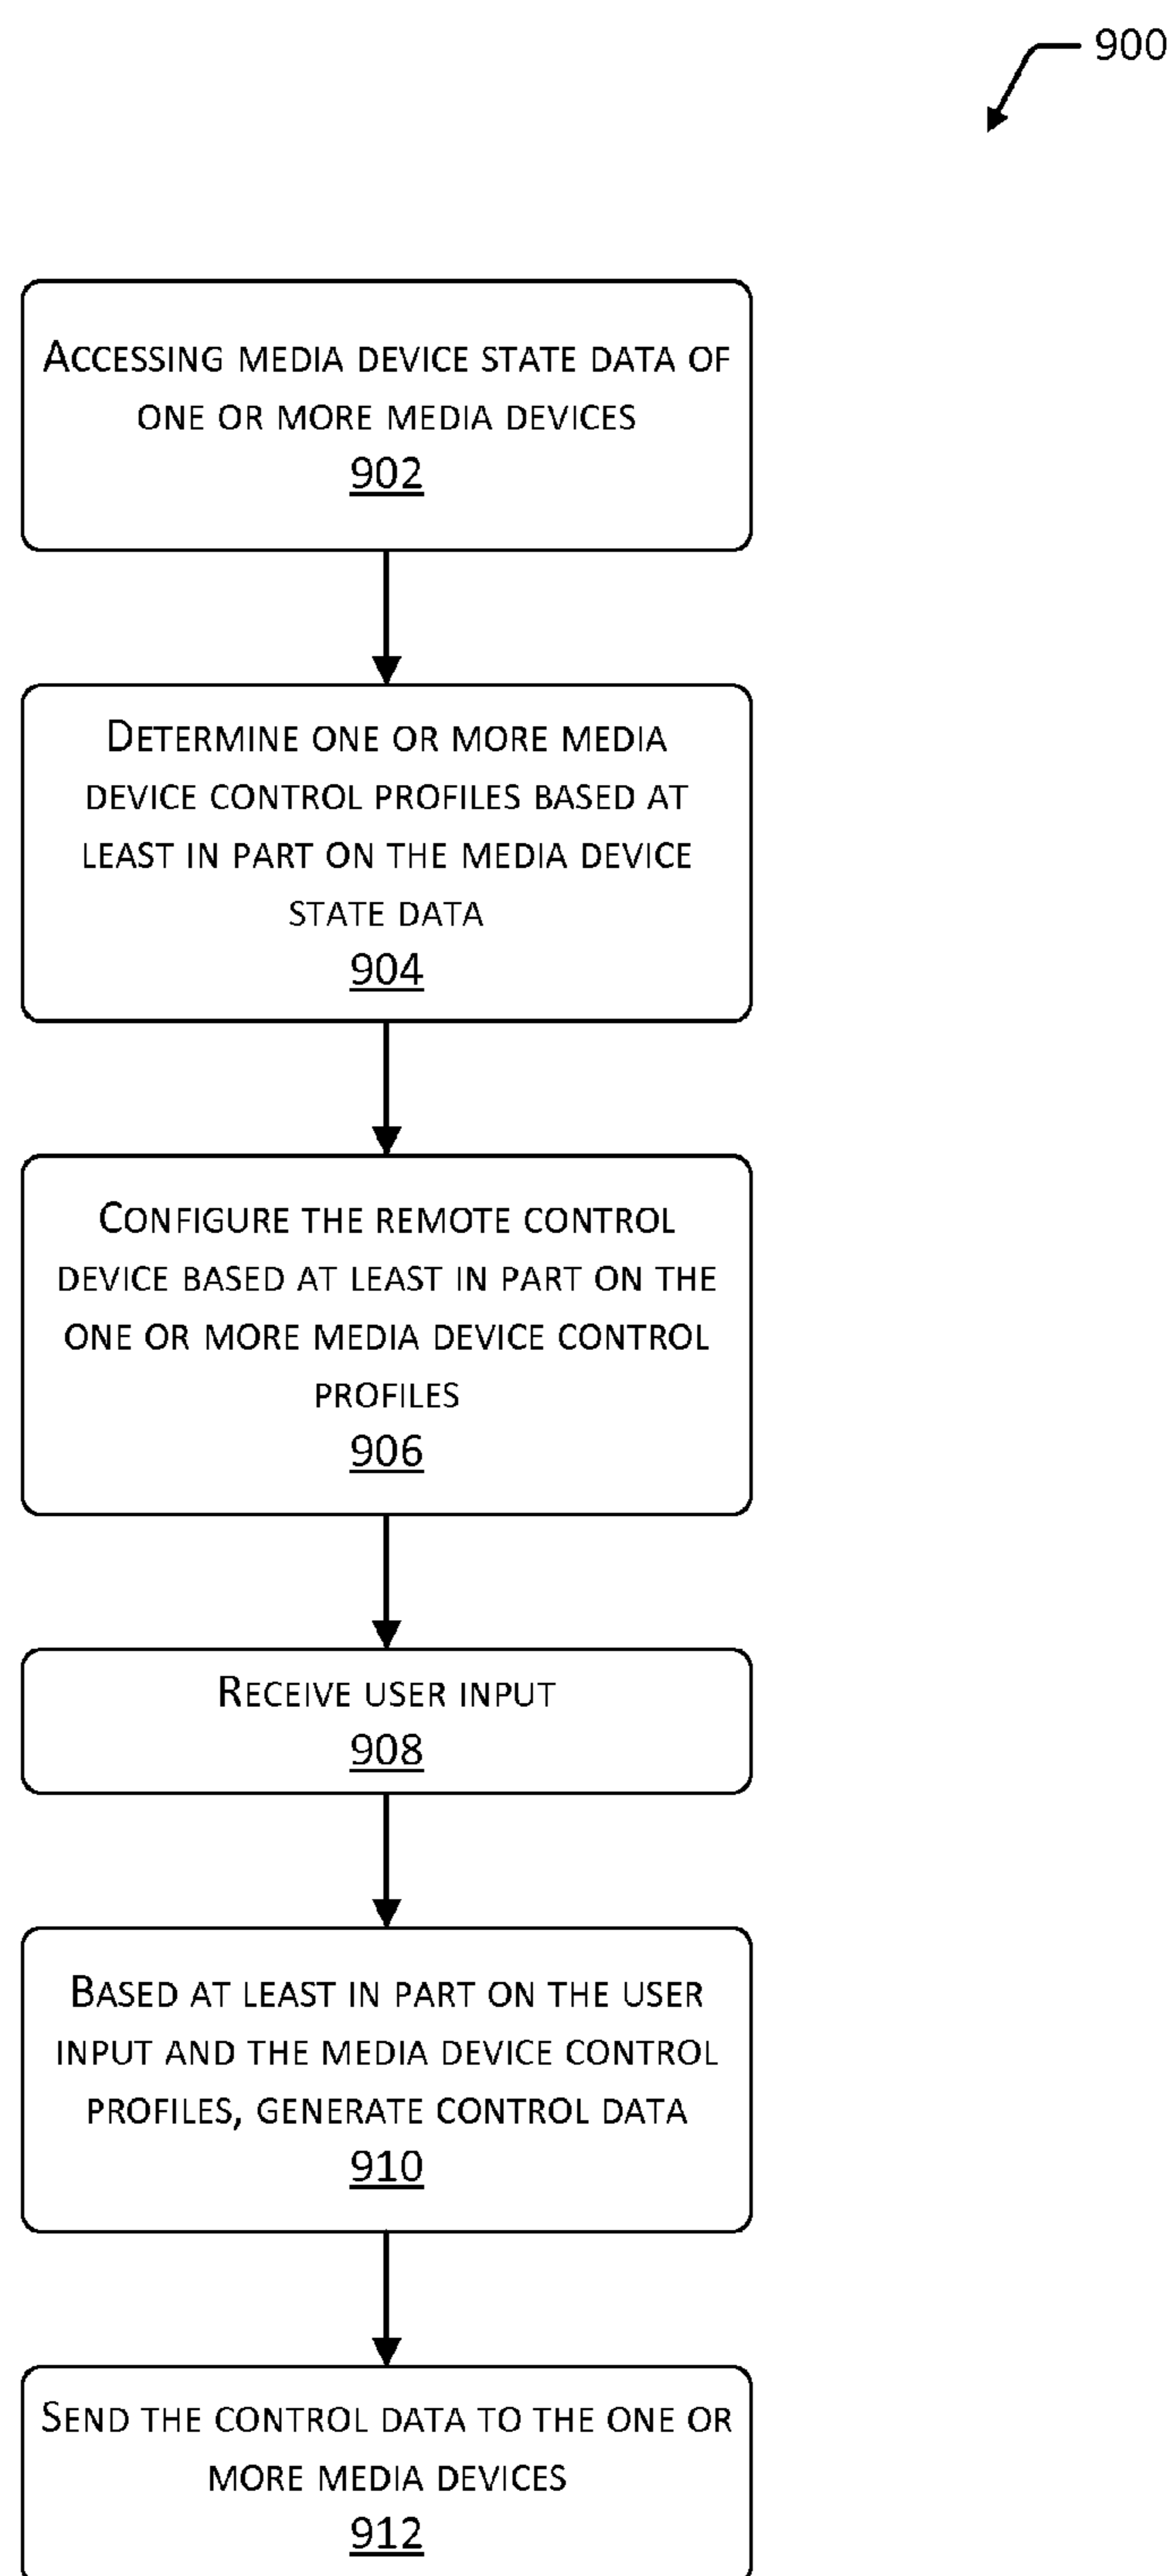 900
ACCESSING MEDIA DEVICE STATE DATA OF
ONE OR MORE MEDIA DEVICES
902
DETERMINE ONE OR MORE MEDIA
DEVICE CONTROL PROFILES BASED AT
LEAST IN PART ON THE MEDIA DEVICE
STATE DATA
904
CONFIGURE THE REMOTE CONTROL
DEVICE BASED AT LEAST IN PART ON THE
ONE OR MORE MEDIA DEVICE CONTROL
PROFILES
906
RECEIVE USER INPUT
908
BASED AT LEAST IN PART ON THE USER
INPUT AND THE MEDIA DEVICE CONTROL
PROFILES, GENERATE CONTROL DATA
910
SEND THE CONTROL DATA TO THE ONE OR
MORE MEDIA DEVICES
912